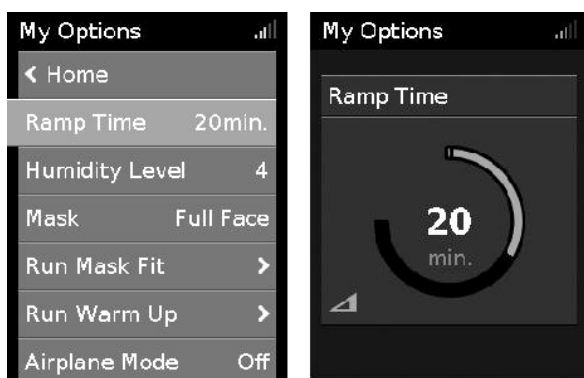 My Options
Home
Ramp Time 20min.
Humidity Level 4
Mask Full Face
Run Mask Fit
Run Warm Up
Airplane Mode Off
My Options
Ramp Time
20
min.